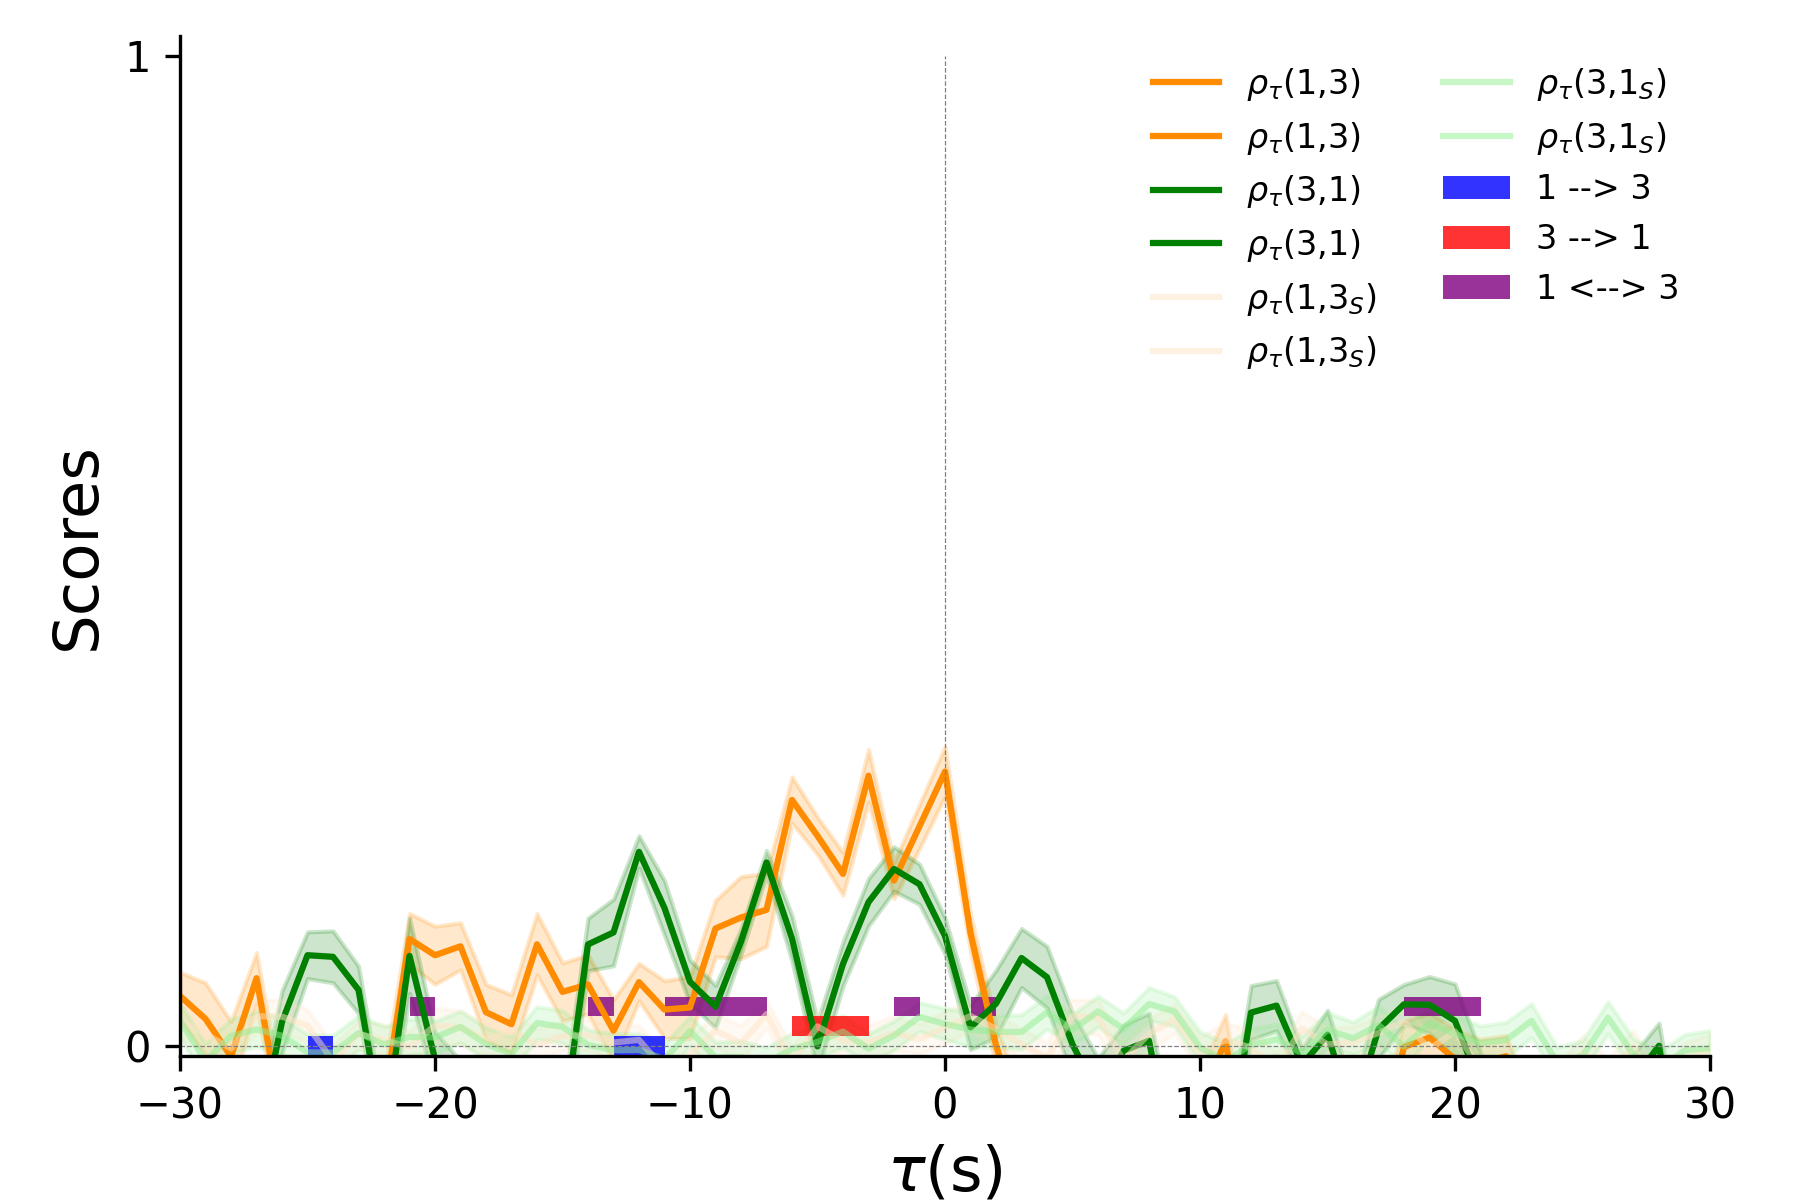 1
0
Scores
−30 −20 −10 0 10 20 30
τ(s)
ρτ(1,3)
ρτ(1,3)
ρτ(3,1)
ρτ(3,1)
ρτ(1,3S)
ρτ(1,3S)
ρτ(3,1S)
ρτ(3,1S)
1 --> 3
3 --> 1
1 <--> 3